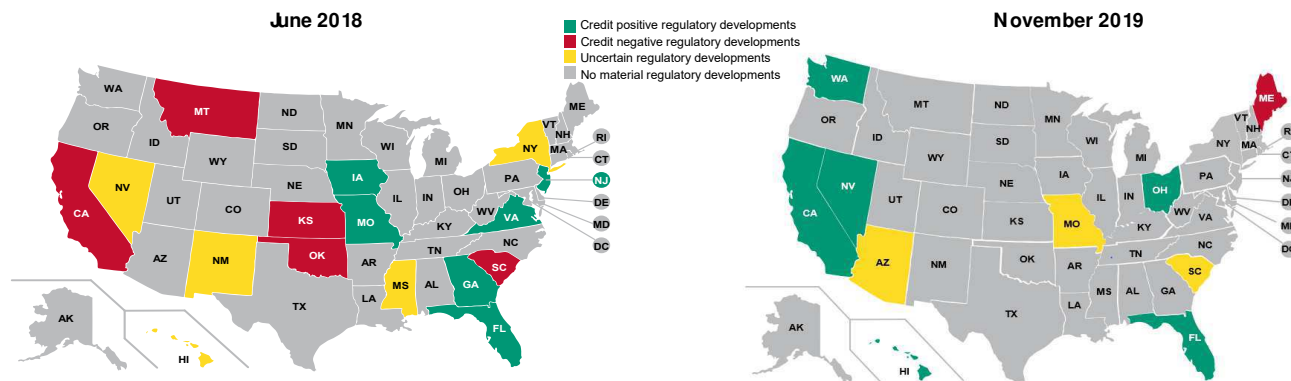 June 2018
Credit positive regulatory developments
Credit negative regulatory developments
Uncertain regulatory developments
No material regulatory developments
November 2019
WA
MT
ND
MN
ME
VT
NH
OR
ID
SD
WI
NY
MA
RI
WY
MI
CT
IA
PA
NJ
NV
NE
OH
DE
UT
IL
IN
WV
VA
MD
CA
CO
KS
MO
KY
DC
NC
TN
AZ
NM
OK
AR
SC
MS
AL
GA
TX
LA
AK
FL
HI
WA
ME
MT
ND
VT
NH
OR
MN
ID
SD
WI
NY
MA
WY
MI
IA
PA
NE
OH
NV
UT
IL
IN
CO
WV
VA
CA
KS
MO
KY
NC
TN
AZ
NM
OK
AR
SC
MS
AL
GA
TX
LA
AK
FL
HI